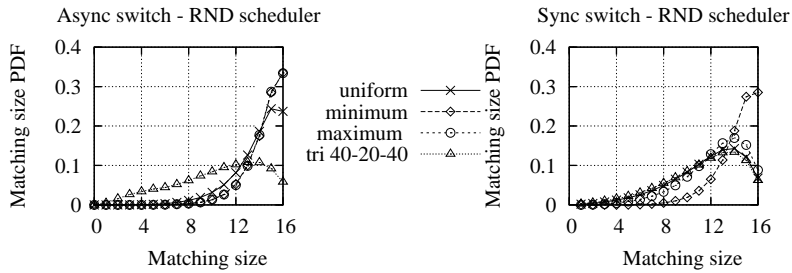 Async switch - RND scheduler
Matching size PDF
0.4
0.3
0.2
0.1
0
0 4 8 12 16
Matching size
uniform
minimum
maximum
tri 40-20-40
Sync switch - RND scheduler
Matching size PDF
0.4
0.3
0.2
0.1
0
0 4 8 12 16
Matching size